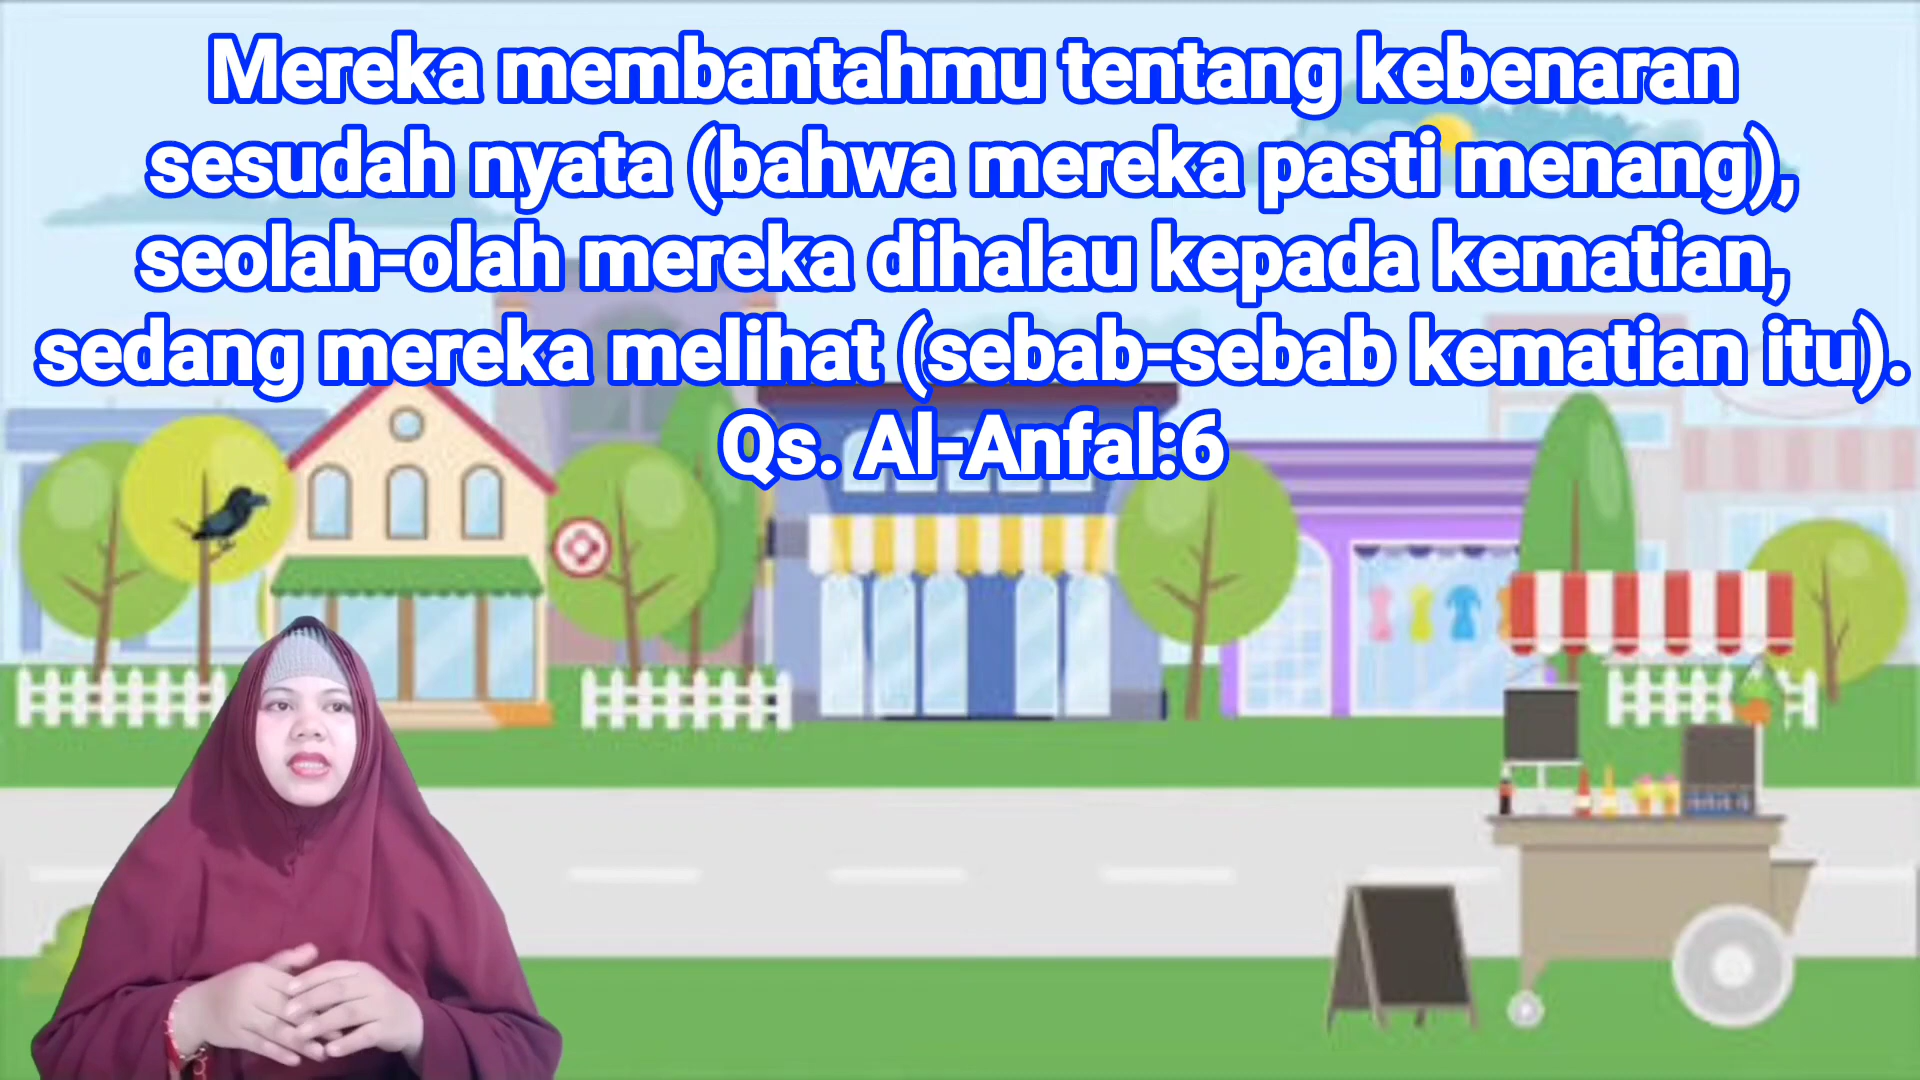 Mereka membantahmu tentang kebenaran
sesudah nyata (bahwa mereka pasti menang),
seolah-olah mereka dihalau kepada kematian,
sedang mereka melihat (sebab-sebab kematian itu).
Qs. Al-Anfal:6